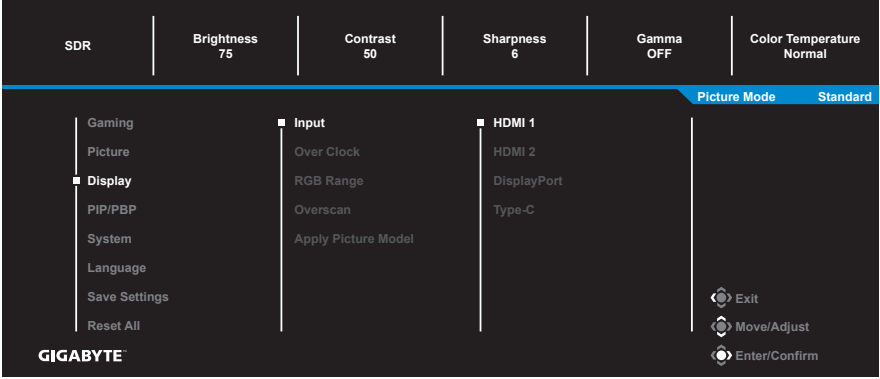 SDR
Brightness
75
Contrast
50
Sharpness
6
Gamma
OFF
Color Temperature
Normal
Picture Mode Standard
Gaming
Picture
Display
PIP/PBP
System
Language
Save Settings
Reset All
Input
Over Clock
RGB Range
Overscan
Apply Picture Model
HDMI 1
HDMI 2
DisplayPort
Type-C
Exit
Move/Adjust
Enter/Confirm
GIGABYTE